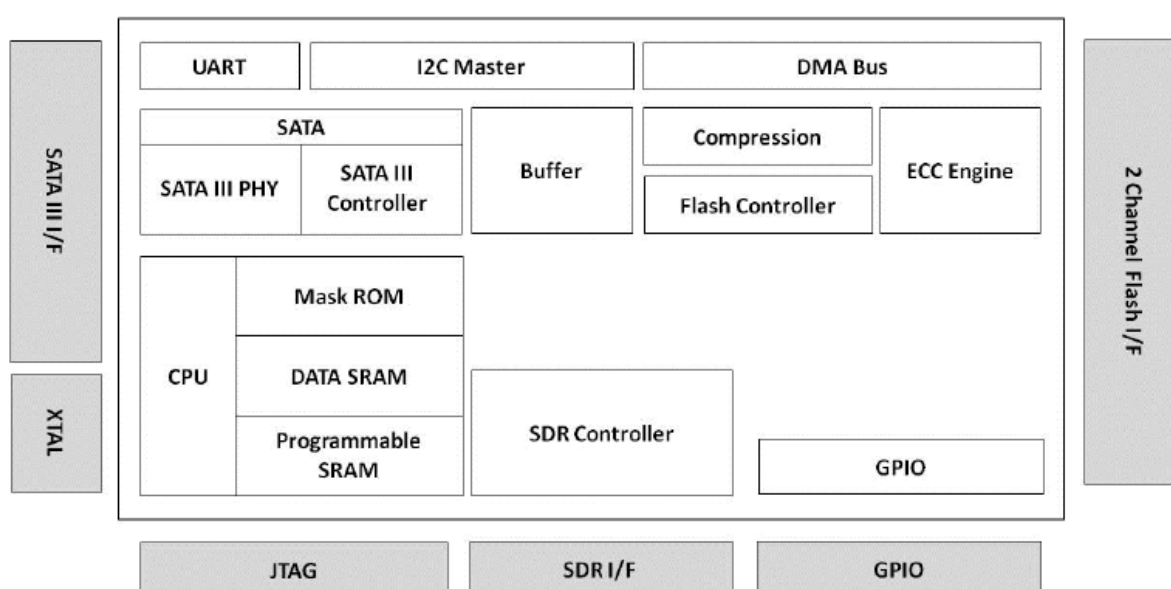 UART
I2C Master
DMA Bus
SATA III I/F
SATA
SATA III PHY
SATA III
Controller
Buffer
Compression
Flash Controller
ECC Engine
2 Channel Flash I/F
CPU
Mask ROM
DATA SRAM
Programmable
SRAM
SDR Controller
GPIO
XTAL
JTAG
SDR I/F
GPIO